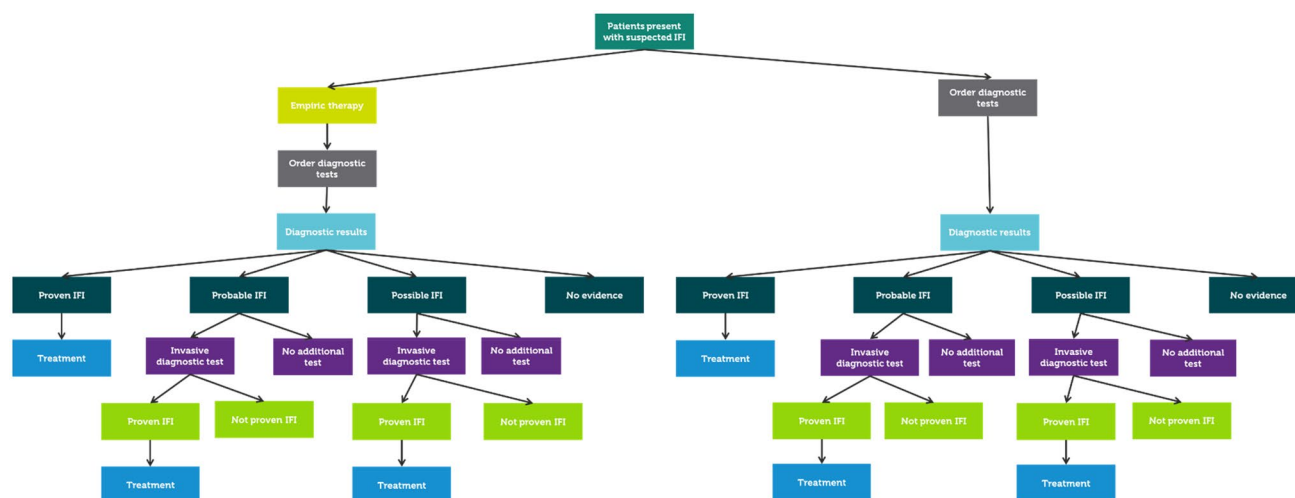 Patients present
with suspected IFI
Empiric therapy
Order diagnostic
tests
Order diagnostic
tests
Diagnostic results
Diagnostic results
Proven IFI
Probable IFI
Possible IFI
No evidence
Proven IFI
Probable IFI
Possible IFI
No evidence
Treatment
Invasive
diagnostic test
No additional
test
Invasive
diagnostic test
No additional
test
Treatment
Invasive
diagnostic test
No additional
test
Invasive
diagnostic test
No additional
test
Proven IFI
Not proven IFI
Proven IFI
Not proven IFI
Proven IFI
Not proven IFI
Proven IFI
Not proven IFI
Treatment
Treatment
Treatment
Treatment